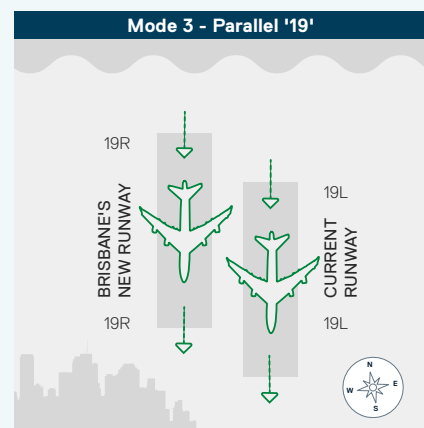 Mode 3 - Parallel '19'
19R
BRISBANE'S
NEW RUNWAY
19R
19L
CURRENT
RUNWAY
19L
N
W
E
S